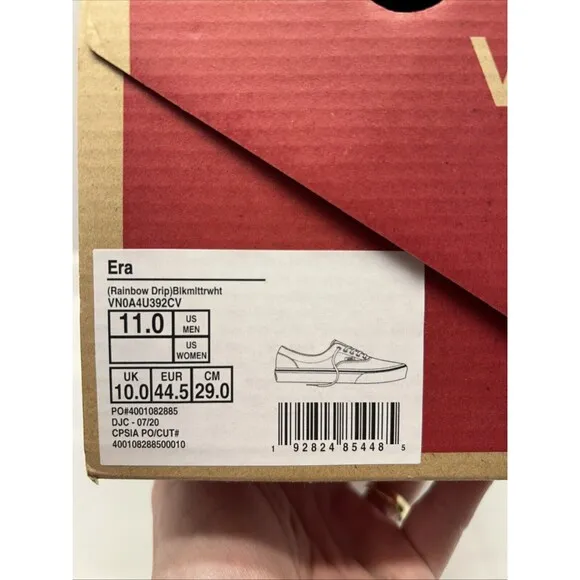 V
Era
(Rainbow Drip)Blkmlttrwht
VN0A4U392CV
11.0 US MEN
US WOMEN
UK EUR CM
10.0 44.5 29.0
PO#4001082885
DJC - 07/20
CPSIA PO/CUT#
400108288500010
1 92824 85448 5